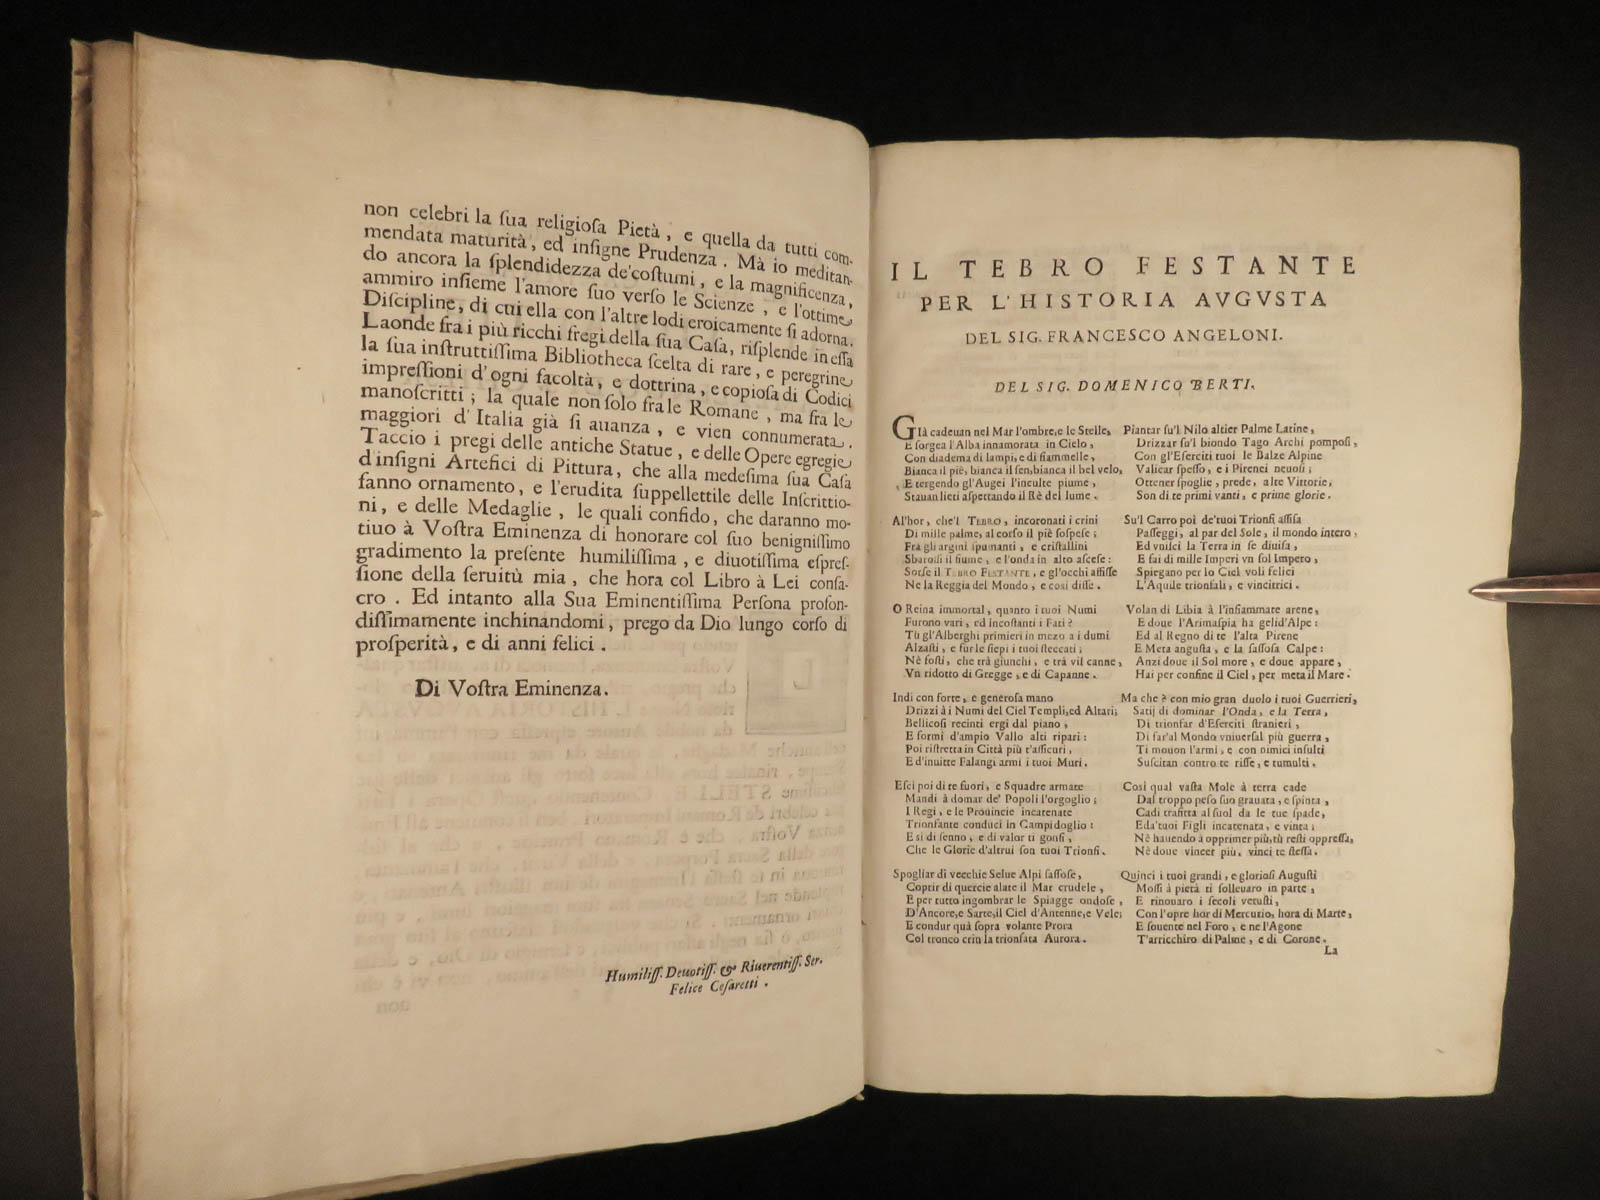 non celebri la ſua religioſa Pietà, e quella da tutti com-
mendata maturità, ed inſigne Prudenza. Mà io meditan-
do ancora la ſplendidezza de'coſtumi, e la magnificenza,
ammiro inſieme l'amore ſuo verſo le Scienze, e l'ottime
Diſcipline, di cui ella con l'altre lodi eroicamente ſi adorna.
Laonde fra i più ricchi fregi della ſua Caſa, riſplende in eſſa
la ſua inſtruttiſſima Bibliotheca ſcelta di rare, e peregrine
impreſſioni d'ogni facoltà, e dottrina, e copioſa di Codici
manoſcritti; la quale non ſolo fra le Romane, ma fra le
maggiori d'Italia già ſi auanza, e vien connumerata.
Taccio i pregi delle antiche Statue, e delle Opere egregie
d'inſigni Artefici di Pittura, che alla medeſima ſua Caſa
fanno ornamento, e l'erudita ſuppellettile delle Inſcrittio-
ni, e delle Medaglie, le quali confido, che daranno mo-
tiuo à Voſtra Eminenza di honorare col ſuo benigniſſimo
gradimento la preſente humiliſſima, e diuotiſſima eſpreſ-
ſione della ſeruitù mia, che hora col Libro à Lei conſa-
cro. Ed intanto alla Sua Eminentiſſima Perſona profon-
diſſimamente inchinandomi, prego da Dio lungo corſo di
proſperità, e di anni felici.
Di Voſtra Eminenza.
Humiliſſ. Deuotiſſ. & Riuerentiſſ. Ser.
Felice Ceſaretti.
IL TEBRO FESTANTE
PER L'HISTORIA AVGVSTA
DEL SIG. FRANCESCO ANGELONI.
DEL SIG. DOMENICO BERTI.
GIà cadeuan nel Mar l'ombre, e le Stelle,
E ſorgea l'Alba innamorata in Cielo,
Con diadema di lampi, e di fiammelle,
Bianca il piè, bianca il ſen, bianca il bel velo,
E tergendo gl'Augei l'inculte piume,
Stauan lieti aſpettando il Rè del lume.
Al'hor, che'l TEBRO, incoronati i crini
Di mille palme, al corſo il piè ſoſpeſe;
Fra gli argini ſpumanti, e criſtallini
Sbaroſſi il fiume, e l'onda in alto aſceſe:
Sorſe il TEBRO FESTANTE, e gl'occhi affiſſe
Ne la Reggia del Mondo, e così diſſe.
O Reina immortal, quanto i tuoi Numi
Furono vari, ed incoſtanti i Fati?
Tù gl'Alberghi primieri in mezo a i dumi
Alzaſti, e fur le ſiepi i tuoi ſteccati;
Nè foſti, che trà giunchi, e trà vil canne,
Vn ridotto di Gregge, e di Capanne.
Indi con forte, e generoſa mano
Drizzi à i Numi del Ciel Templi, ed Altari;
Bellicoſi recinti ergi dal piano,
E formi d'ampio Vallo alti ripari:
Poi riſtretta in Città più t'aſſicuri,
E d'inuitte Falangi armi i tuoi Muri.
Eſci poi di te fuori, e Squadre armate
Mandi à domar de' Popoli l'orgoglio;
I Regi, e le Prouincie incatenate
Trionfante conduci in Campidoglio:
E sì di ſenno, e di valor ti gonfi,
Che le Glorie d'altrui ſon tuoi Trionfi.
Spogliar di vecchie Selue Alpi ſaſſoſe,
Coprir di quercie alate il Mar crudele,
E per tutto ingombrar le Spiagge ondoſe,
D'Ancore, e Sarte, il Ciel d'Antenne, e Vele;
E condur quà ſopra volante Prora
Col tronco crin la trionfata Aurora.
Piantar ſu'l Nilo altier Palme Latine,
Drizzar ſu'l biondo Tago Archi pompoſi,
Con gl'Eſerciti tuoi le Balze Alpine
Valicar ſpeſſo, e i Pirenei neuoſi;
Ottener ſpoglie, prede, alte Vittorie,
Son di te primi vanti, e prime glorie.
Su'l Carro poi de'tuoi Trionfi aſſiſa
Paſſeggi, al par del Sole, il mondo intero,
Ed vniſci la Terra in ſe diuiſa,
E fai di mille Imperi vn ſol Impero,
Spiegano per lo Ciel voli felici
L'Aquile trionfali, e vincitrici.
Volan di Libia à l'infiammate arene,
E doue l'Arimaſpia hà gelid'Alpe:
Ed al Regno di te l'alta Pirene
E Meta anguſta, e la ſaſſoſa Calpe:
Anzi doue il Sol more, e doue appare,
Hai per confine il Ciel, per meta il Mare.
Ma che? con mio gran duolo i tuoi Guerrieri,
Satij di dominar l'Onda, e la Terra,
Di trionfar d'Eſerciti ſtranieri,
Di far'al Mondo vniuerſal più guerra,
Ti mouon l'armi, e con nimici inſulti
Suſcitan contro te riſſe, e tumulti.
Così qual vaſta Mole à terra cade
Dal troppo peſo ſuo grauata, e ſpinta,
Cadi trafitta al ſuol da le tue ſpade,
E da'tuoi Figli incatenata, e vinta;
Nè hauendo à opprimer più, tù reſti oppreſſa,
Nè doue vincer più, vinci te ſteſſa.
Quinci i tuoi grandi, e glorioſi Auguſti
Moſſi à pietà ti ſolleuaro in parte,
E rinouaro i ſecoli vetuſti,
Con l'opre hor di Mercurio, hora di Marte,
E ſouente nel Foro, e ne l'Agone
T'arricchiro di Palme, e di Corone.
La